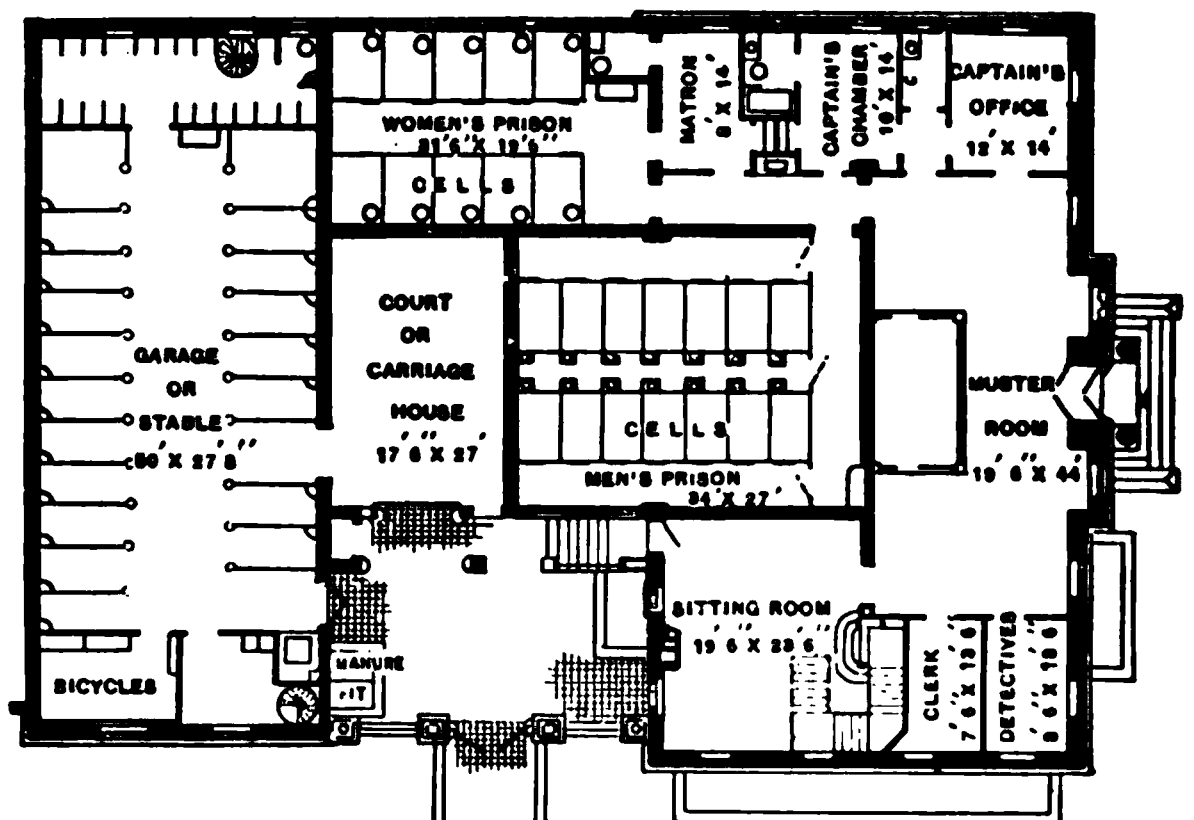 WOMEN'S PRISON
CELLS
MATRON
8' X 14'
CAPTAIN'S
CHAMBER
10' X 14'
C
CAPTAIN'S
OFFICE
12' X 14'
COURT
OR
CARRIAGE
HOUSE
17' 6" X 27'
GARAGE
OR
STABLE
CELLS
MEN'S PRISON
34' X 27'
MUSTER
ROOM
19' 6" X 44'
SITTING ROOM
CLERK
DETECTIVES
BICYCLES
MANURE
PIT